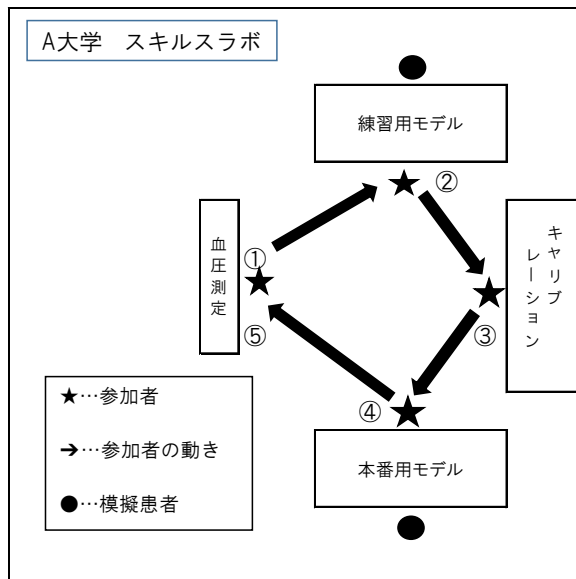 A大学 スキルスラボ
練習用モデル
②
キャリブ
レーション
血圧測定
①
③
⑤
④
★…参加者
➔…参加者の動き
●…模擬患者
本番用モデル